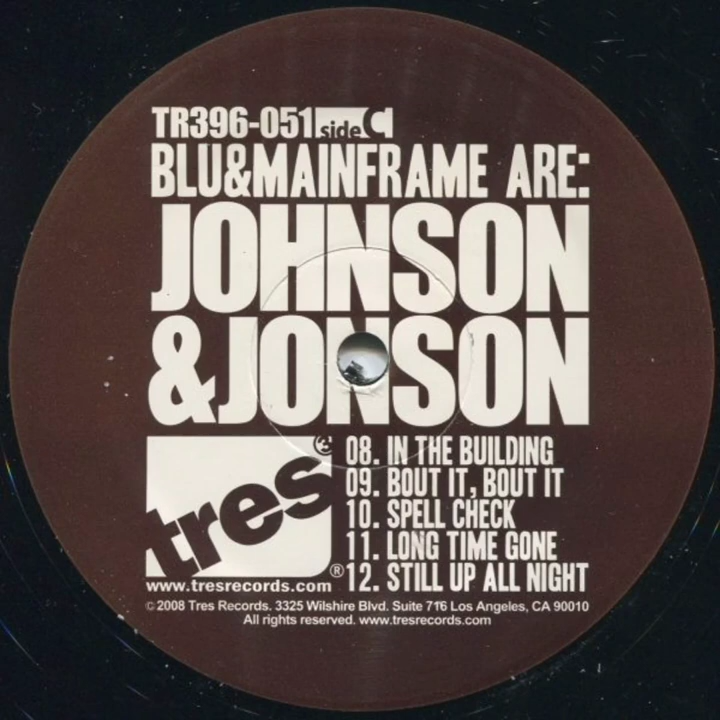 TR396-051 side C
BLU&MAINFRAME ARE:
JOHNSON
&JONSON
tres 3 ®
www.tresrecords.com
08. IN THE BUILDING
09. BOUT IT, BOUT IT
10. SPELL CHECK
11. LONG TIME GONE
12. STILL UP ALL NIGHT
© 2008 Tres Records. 3325 Wilshire Blvd. Suite 716 Los Angeles, CA 90010
All rights reserved. www.tresrecords.com